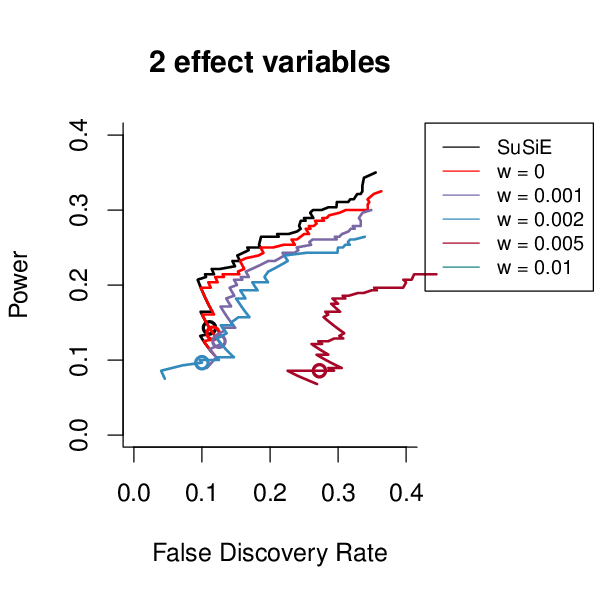 2 effect variables
SuSiE
w = 0
w = 0.001
w = 0.002
w = 0.005
w = 0.01
Power
0.4
0.3
0.2
0.1
0.0
0.0 0.1 0.2 0.3 0.4
False Discovery Rate